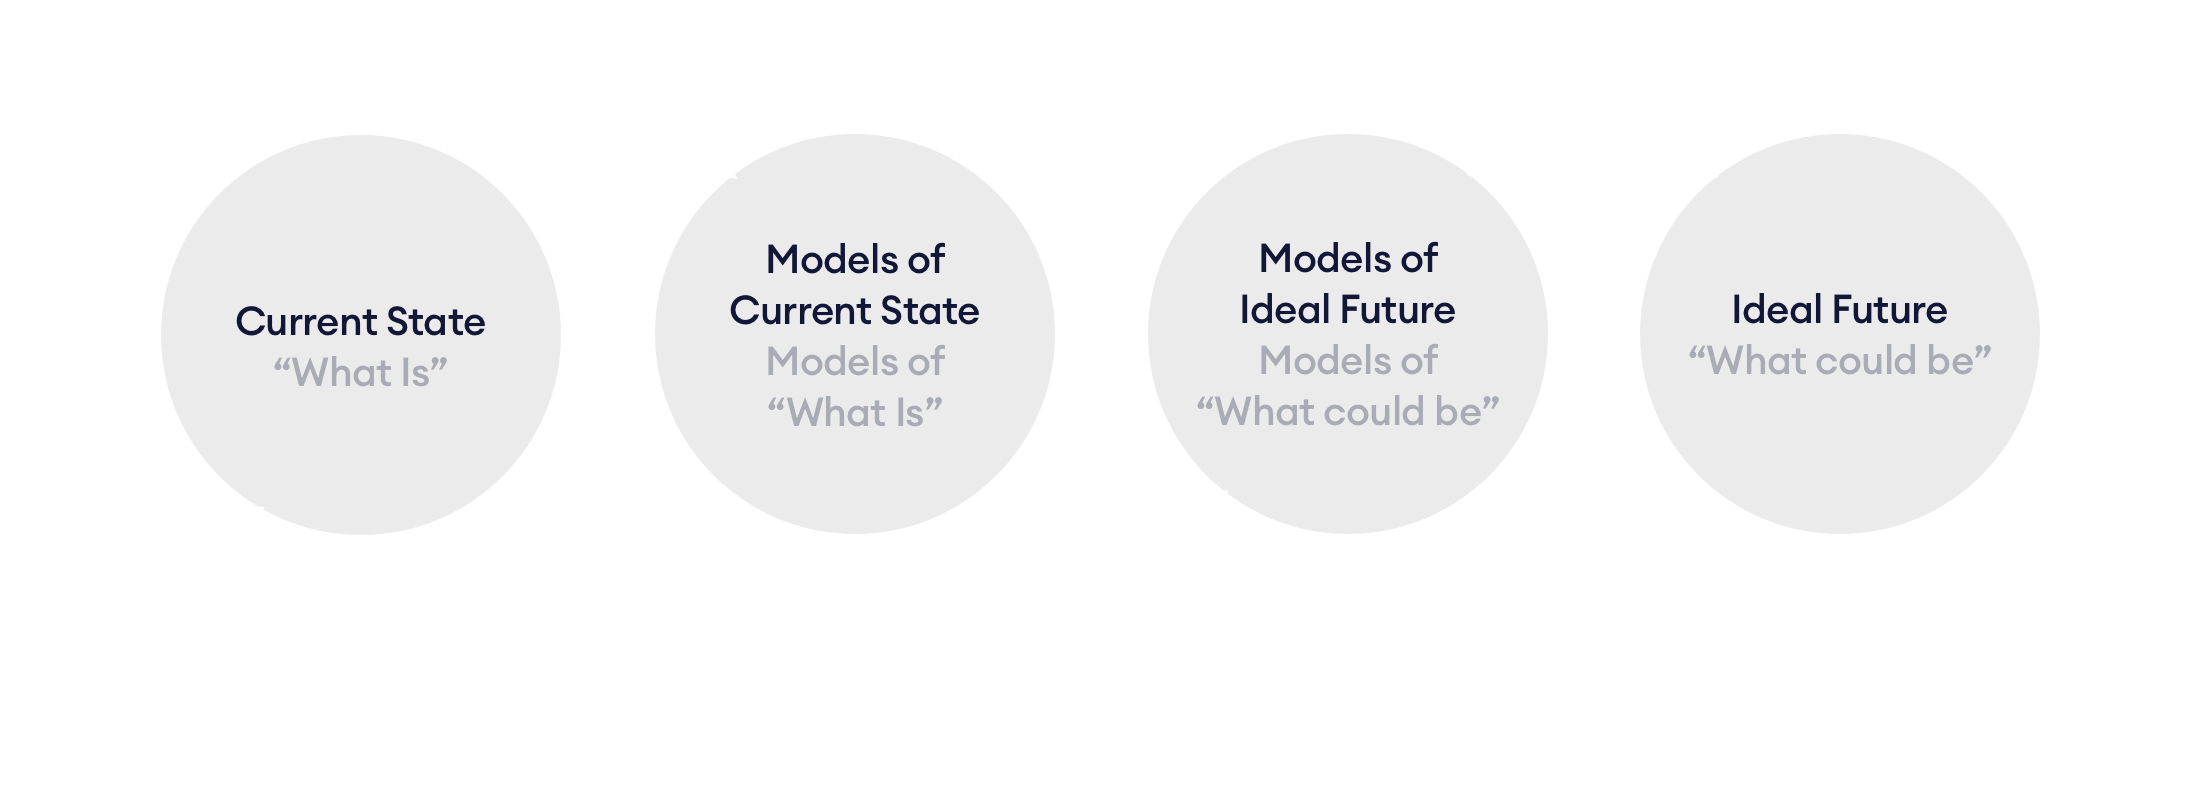 Current State
“What Is”
Models of
Current State
Models of
“What Is”
Models of
Ideal Future
Models of
“What could be”
Ideal Future
“What could be”